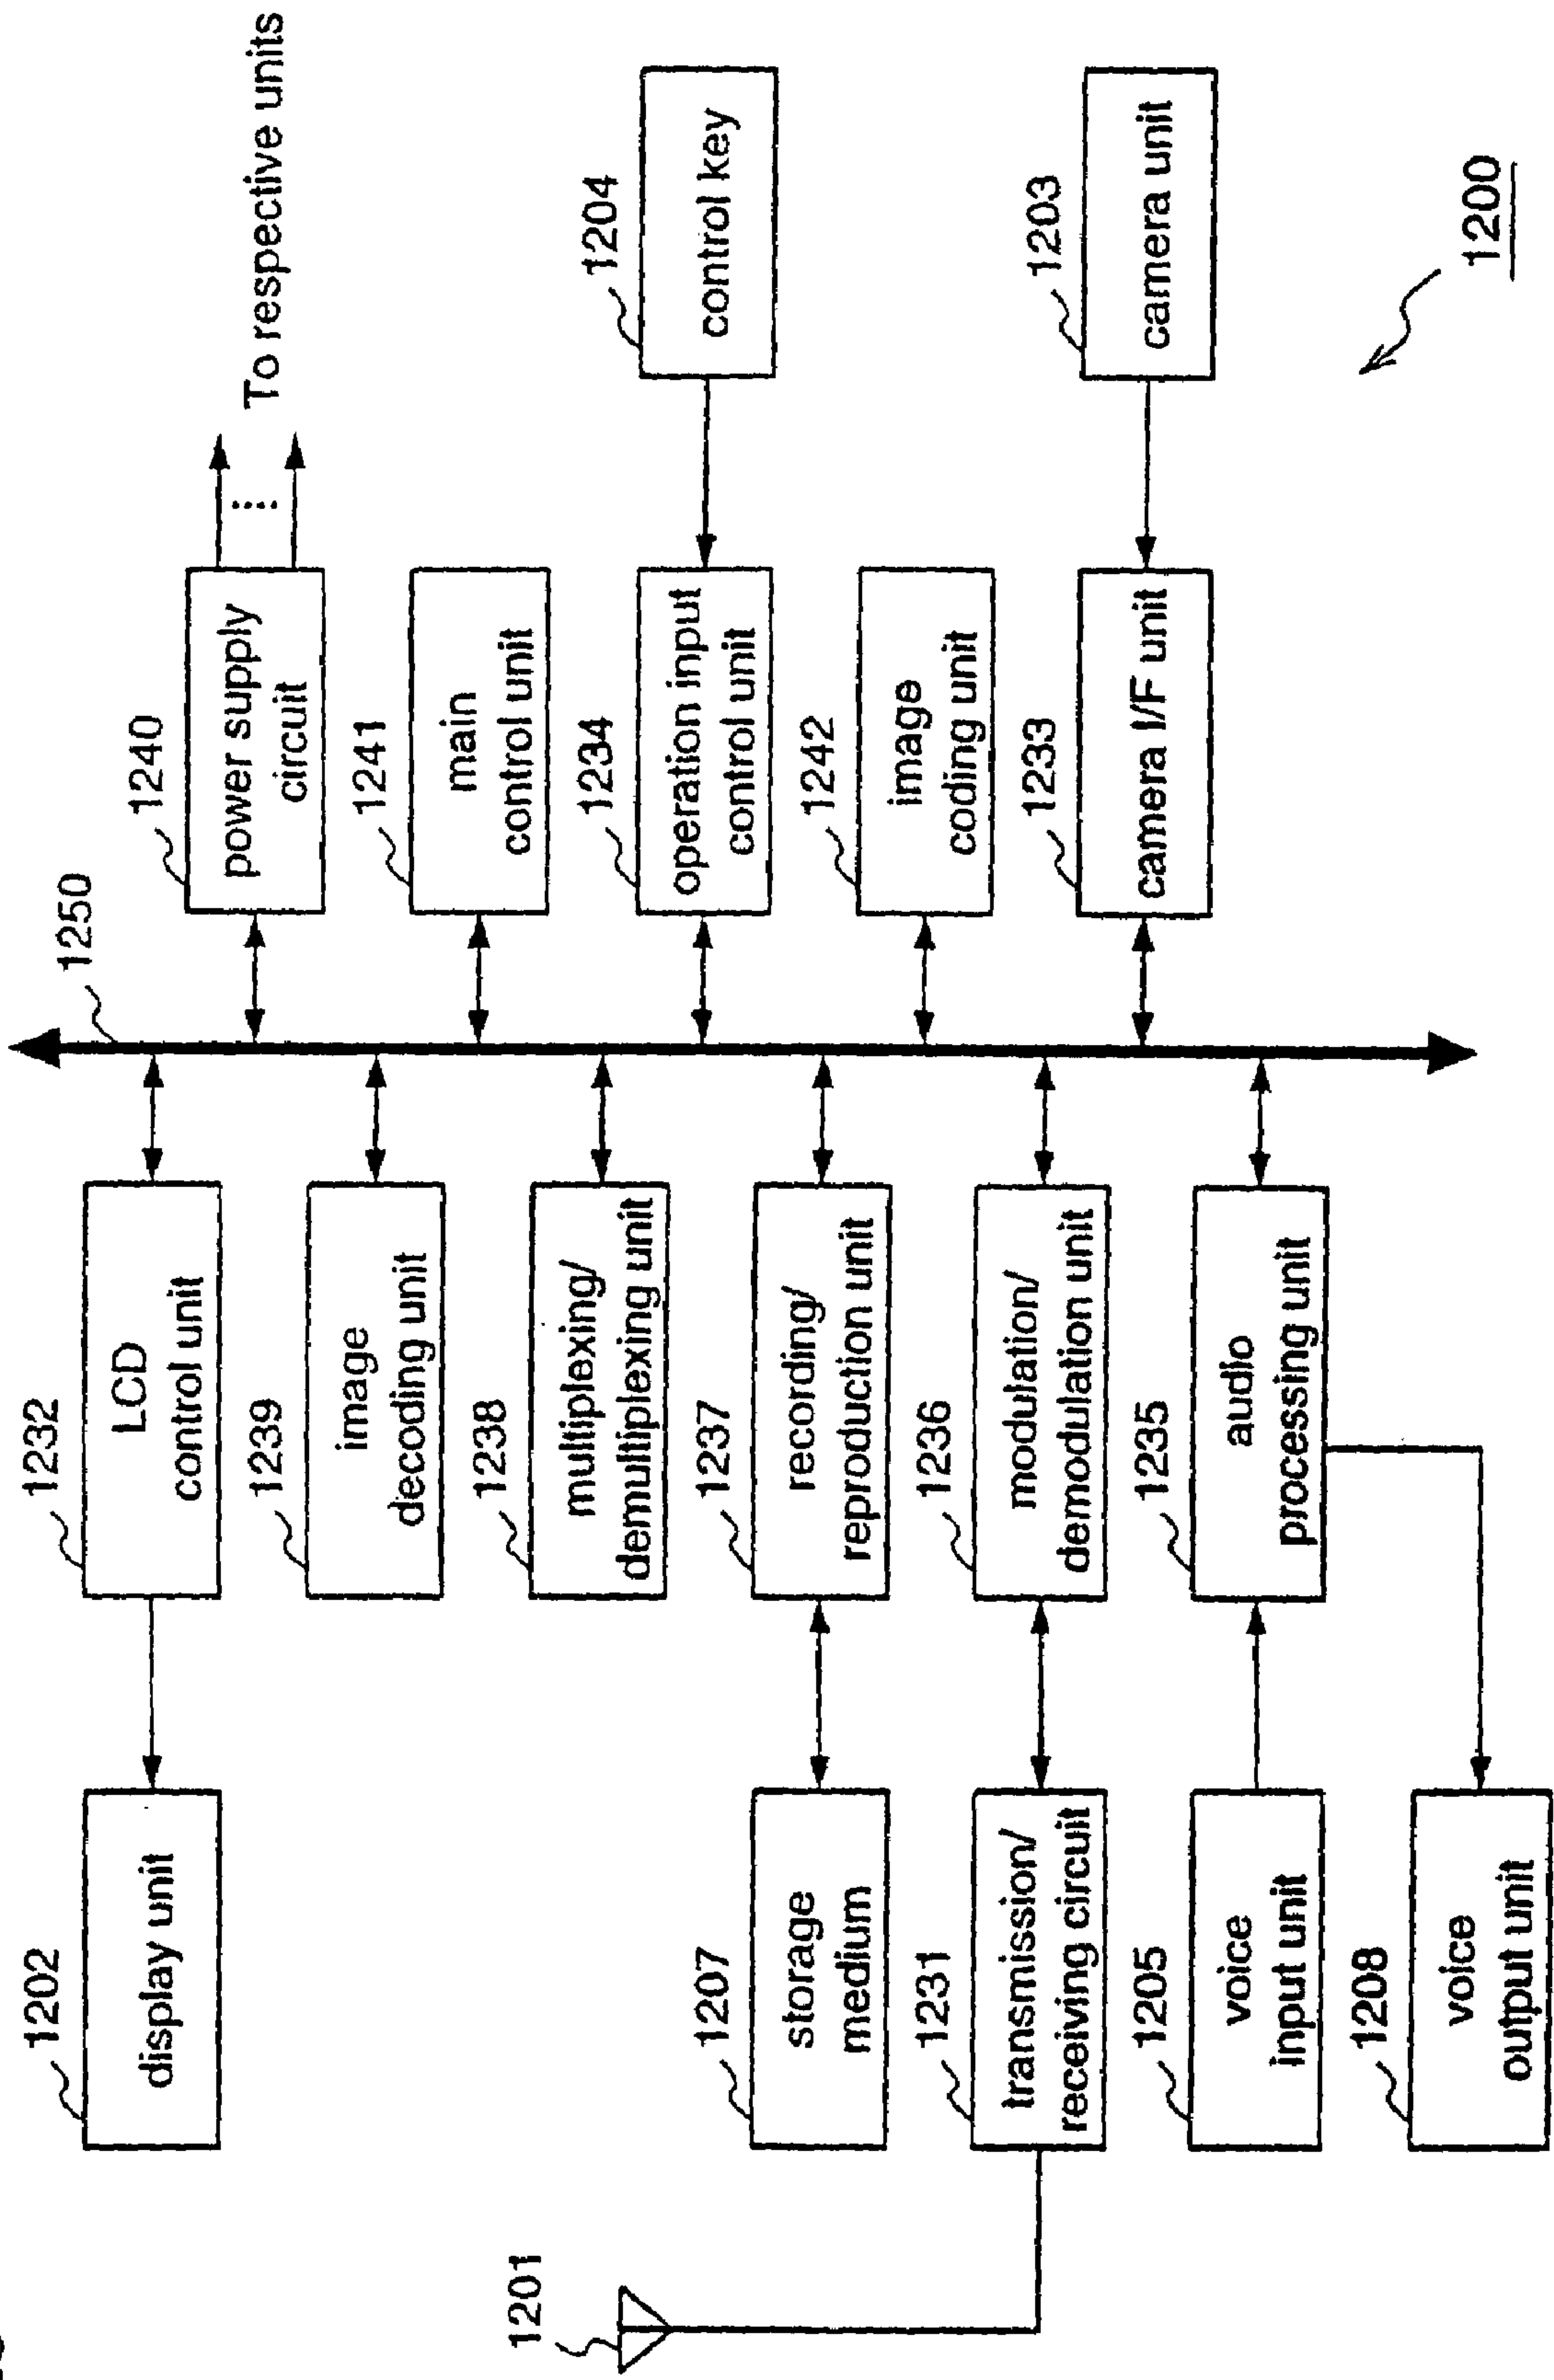 1202
display unit
1232
LCD
control unit
1250
1240
power supply
circuit
To respective units
1239
image
decoding unit
1241
main
control unit
1201
1238
multiplexing/
demultiplexing unit
1234
operation input
control unit
1204
control key
1207
storage
medium
1237
recording/
reproduction unit
1242
image
coding unit
1231
transmission/
receiving circuit
1236
modulation/
demodulation unit
1233
camera I/F unit
1203
camera unit
1205
voice
input unit
1235
audio
processing unit
1208
voice
output unit
1200